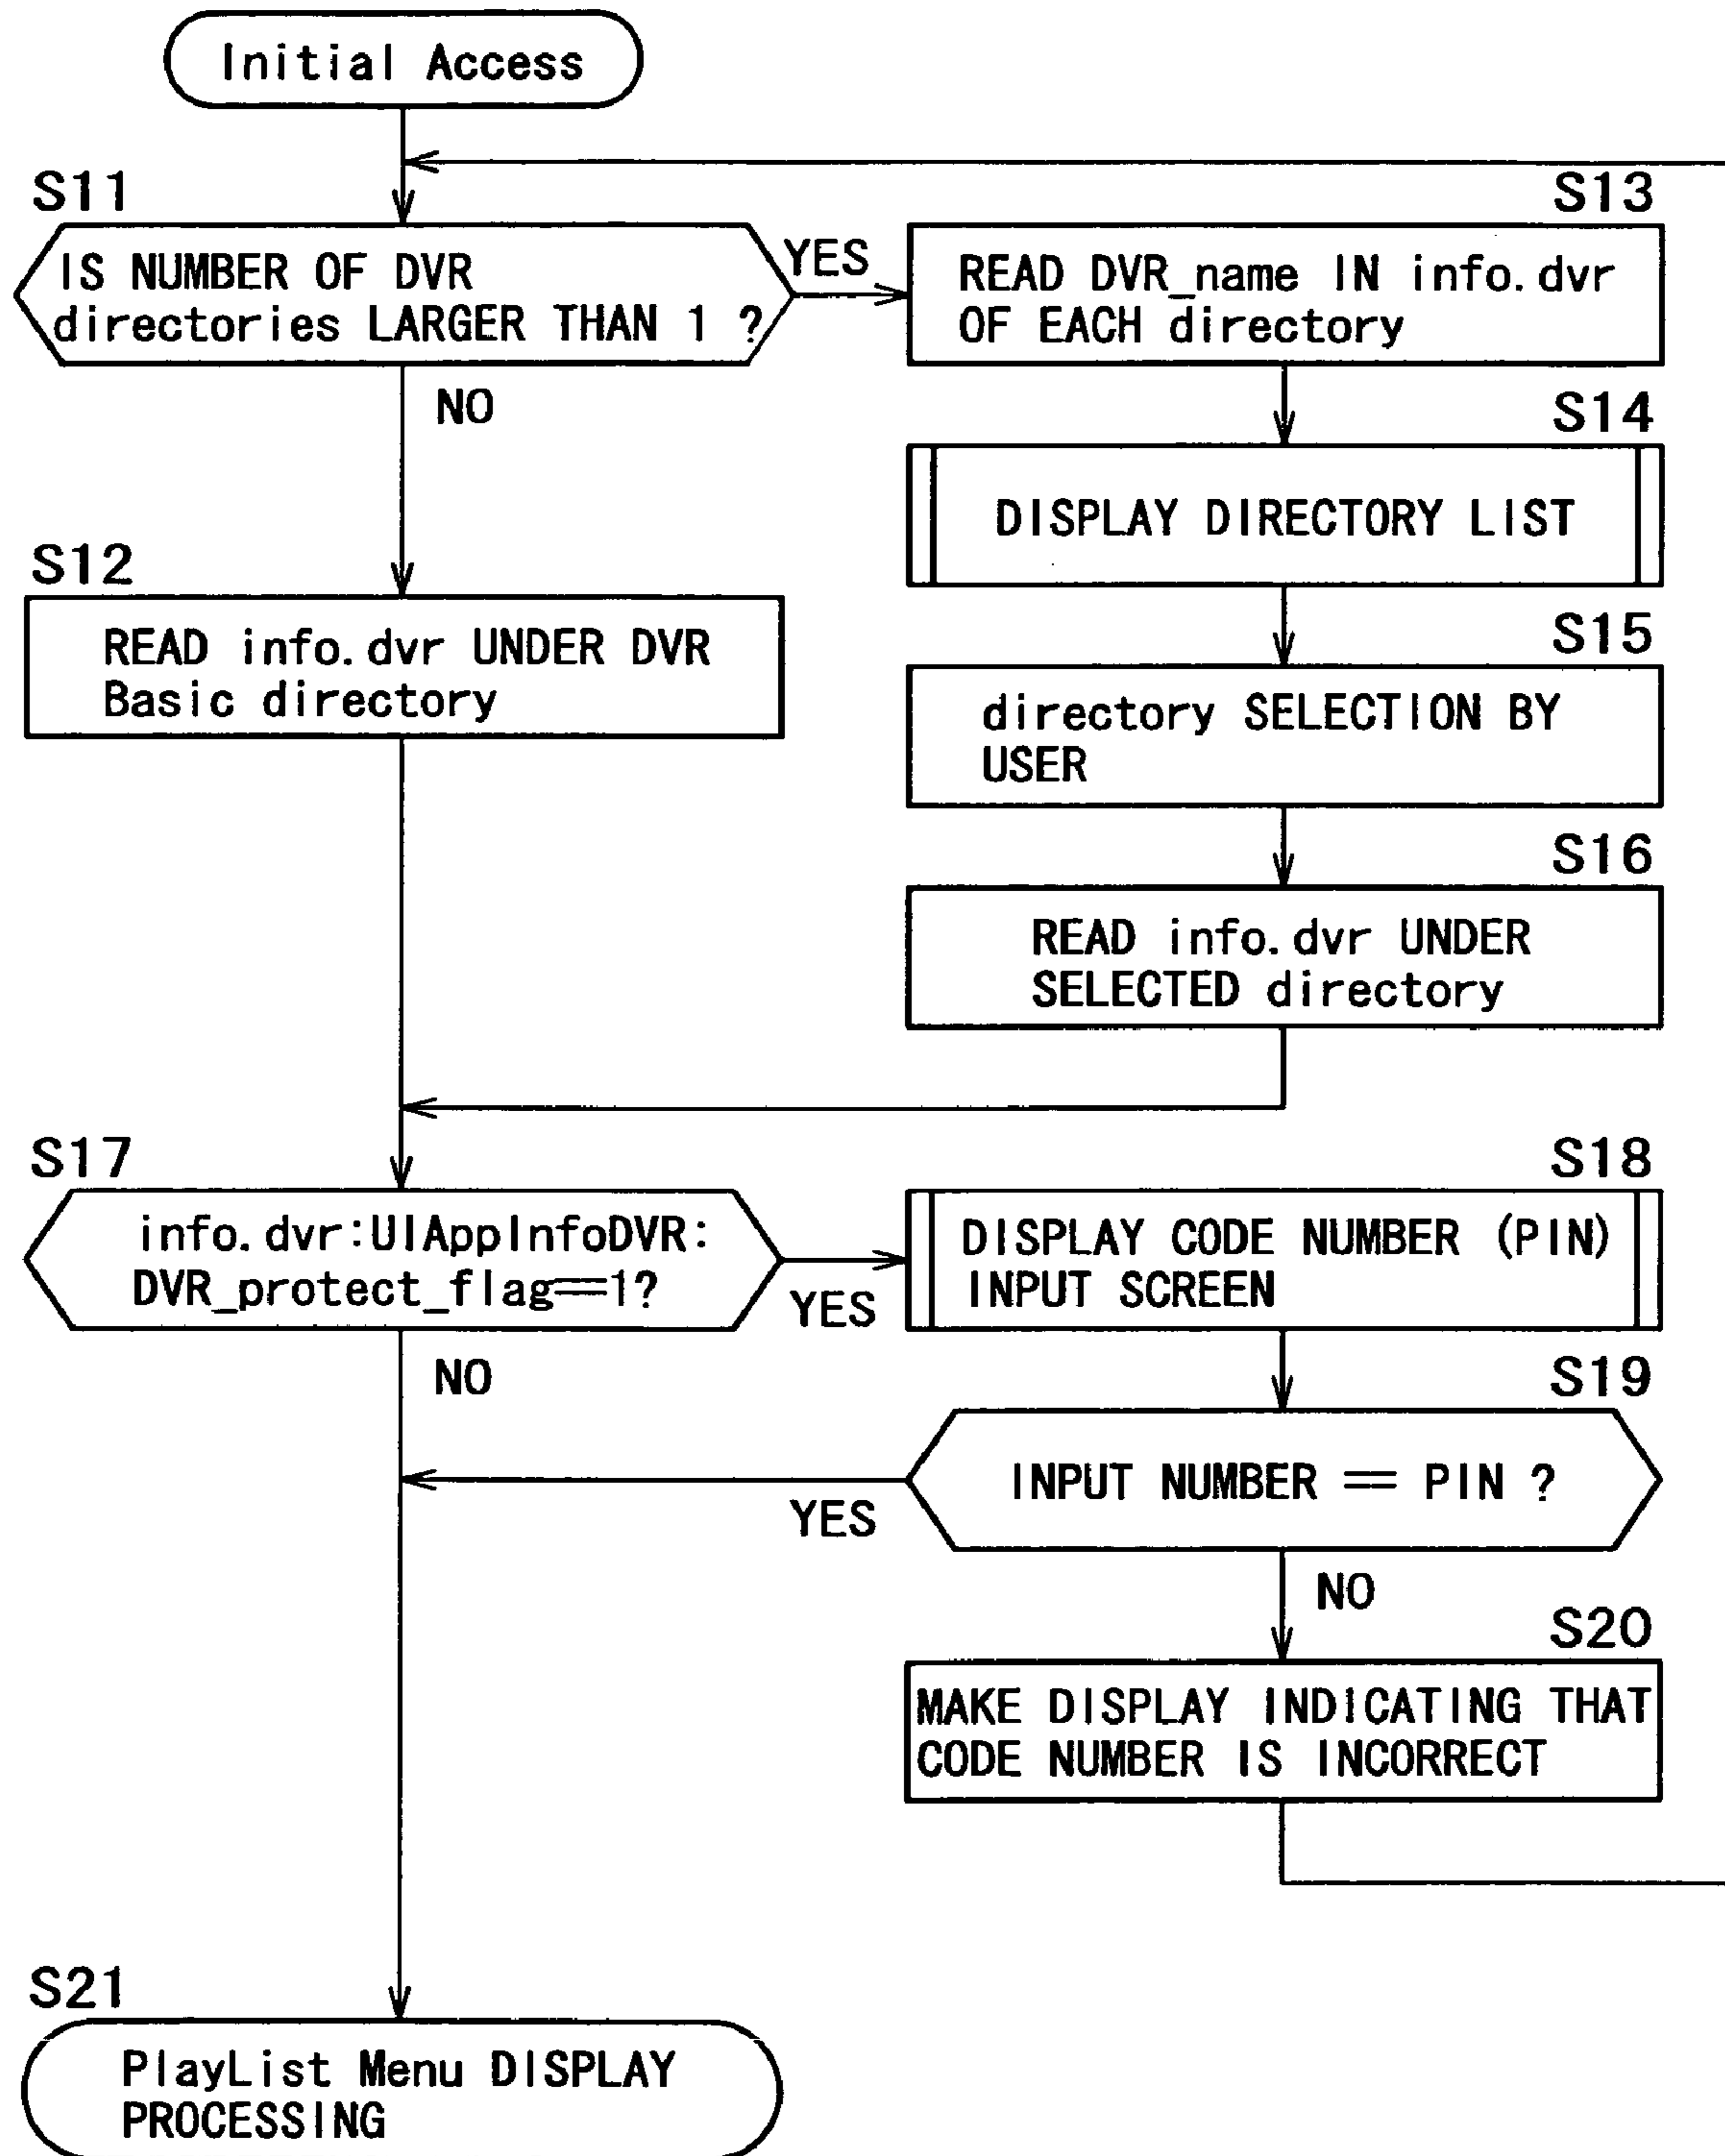 Initial Access
S11
IS NUMBER OF DVR
directories LARGER THAN 1 ?
YES
NO
S13
READ DVR_name IN info.dvr
OF EACH directory
S14
DISPLAY DIRECTORY LIST
S12
READ info.dvr UNDER DVR
Basic directory
S15
directory SELECTION BY
USER
S16
READ info.dvr UNDER
SELECTED directory
S17
info.dvr:UIAppInfoDVR:
DVR_protect_flag==1?
YES
NO
S18
DISPLAY CODE NUMBER (PIN)
INPUT SCREEN
S19
INPUT NUMBER == PIN ?
YES
NO
S20
MAKE DISPLAY INDICATING THAT
CODE NUMBER IS INCORRECT
S21
PlayList Menu DISPLAY
PROCESSING